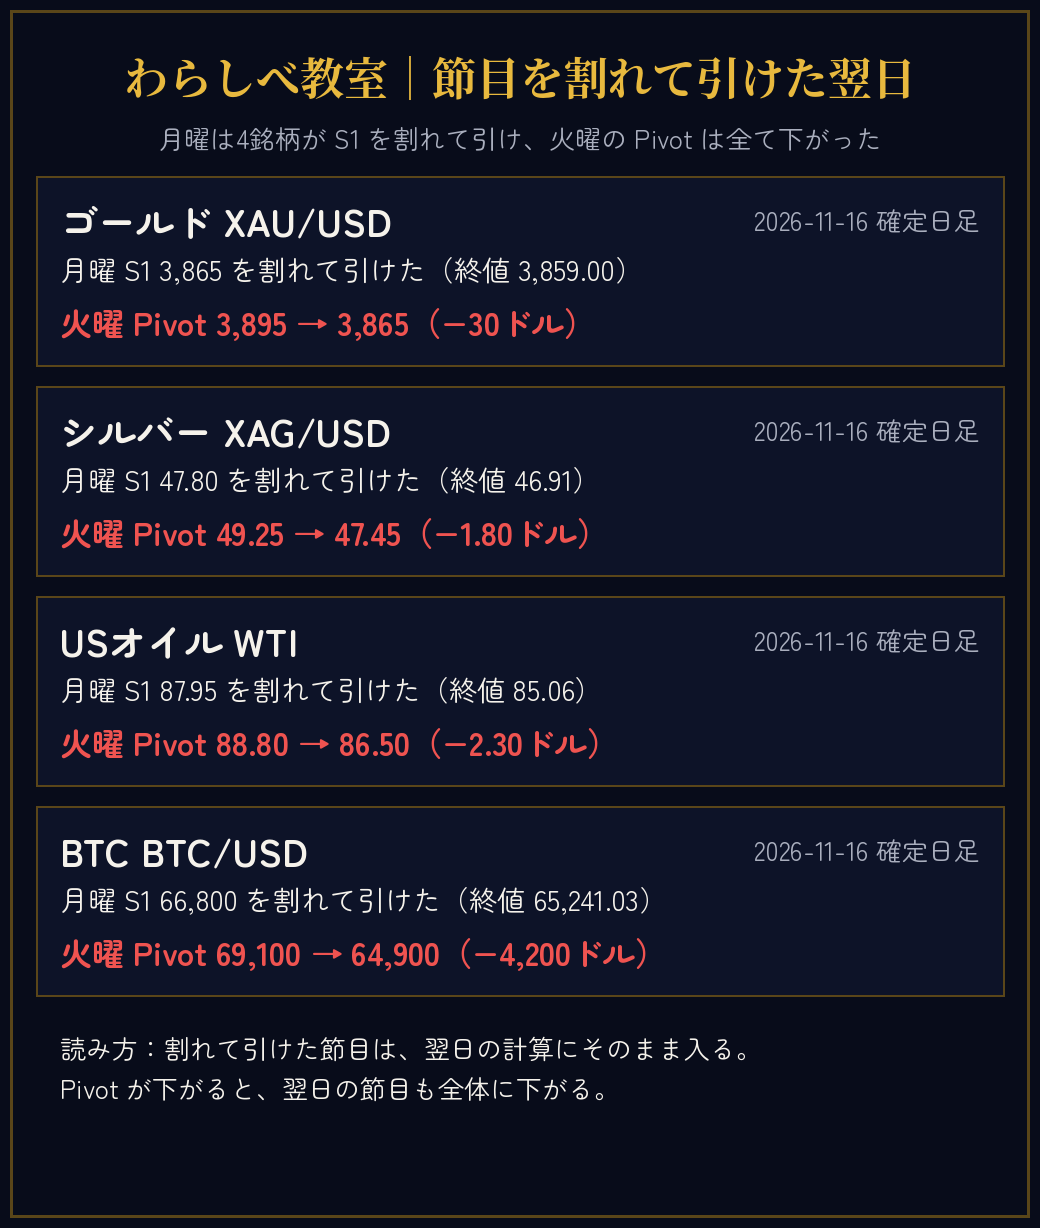 わらしべ教室｜節目を割れて引けた翌日
月曜は4銘柄が S1 を割れて引け、火曜の Pivot は全て下がった
ゴールド XAU/USD
2026-11-16 確定日足
月曜 S1 3,865 を割れて引けた（終値 3,859.00）
火曜 Pivot 3,895 → 3,865（−30ドル）
シルバー XAG/USD
2026-11-16 確定日足
月曜 S1 47.80 を割れて引けた（終値 46.91）
火曜 Pivot 49.25 → 47.45（−1.80ドル）
USオイル WTI
2026-11-16 確定日足
月曜 S1 87.95 を割れて引けた（終値 85.06）
火曜 Pivot 88.80 → 86.50（−2.30ドル）
BTC BTC/USD
2026-11-16 確定日足
月曜 S1 66,800 を割れて引けた（終値 65,241.03）
火曜 Pivot 69,100 → 64,900（−4,200ドル）
読み方：割れて引けた節目は、翌日の計算にそのまま入る。
Pivot が下がると、翌日の節目も全体に下がる。